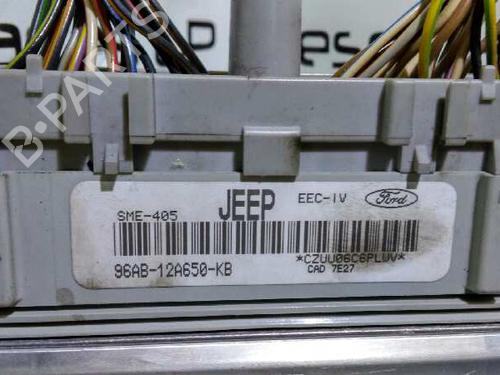 B-PARTS
SME-405
JEEP
EEC-IV
Ford
96AB-12A650-KB
*CZUU06C6PLUV*
CAD 7E27